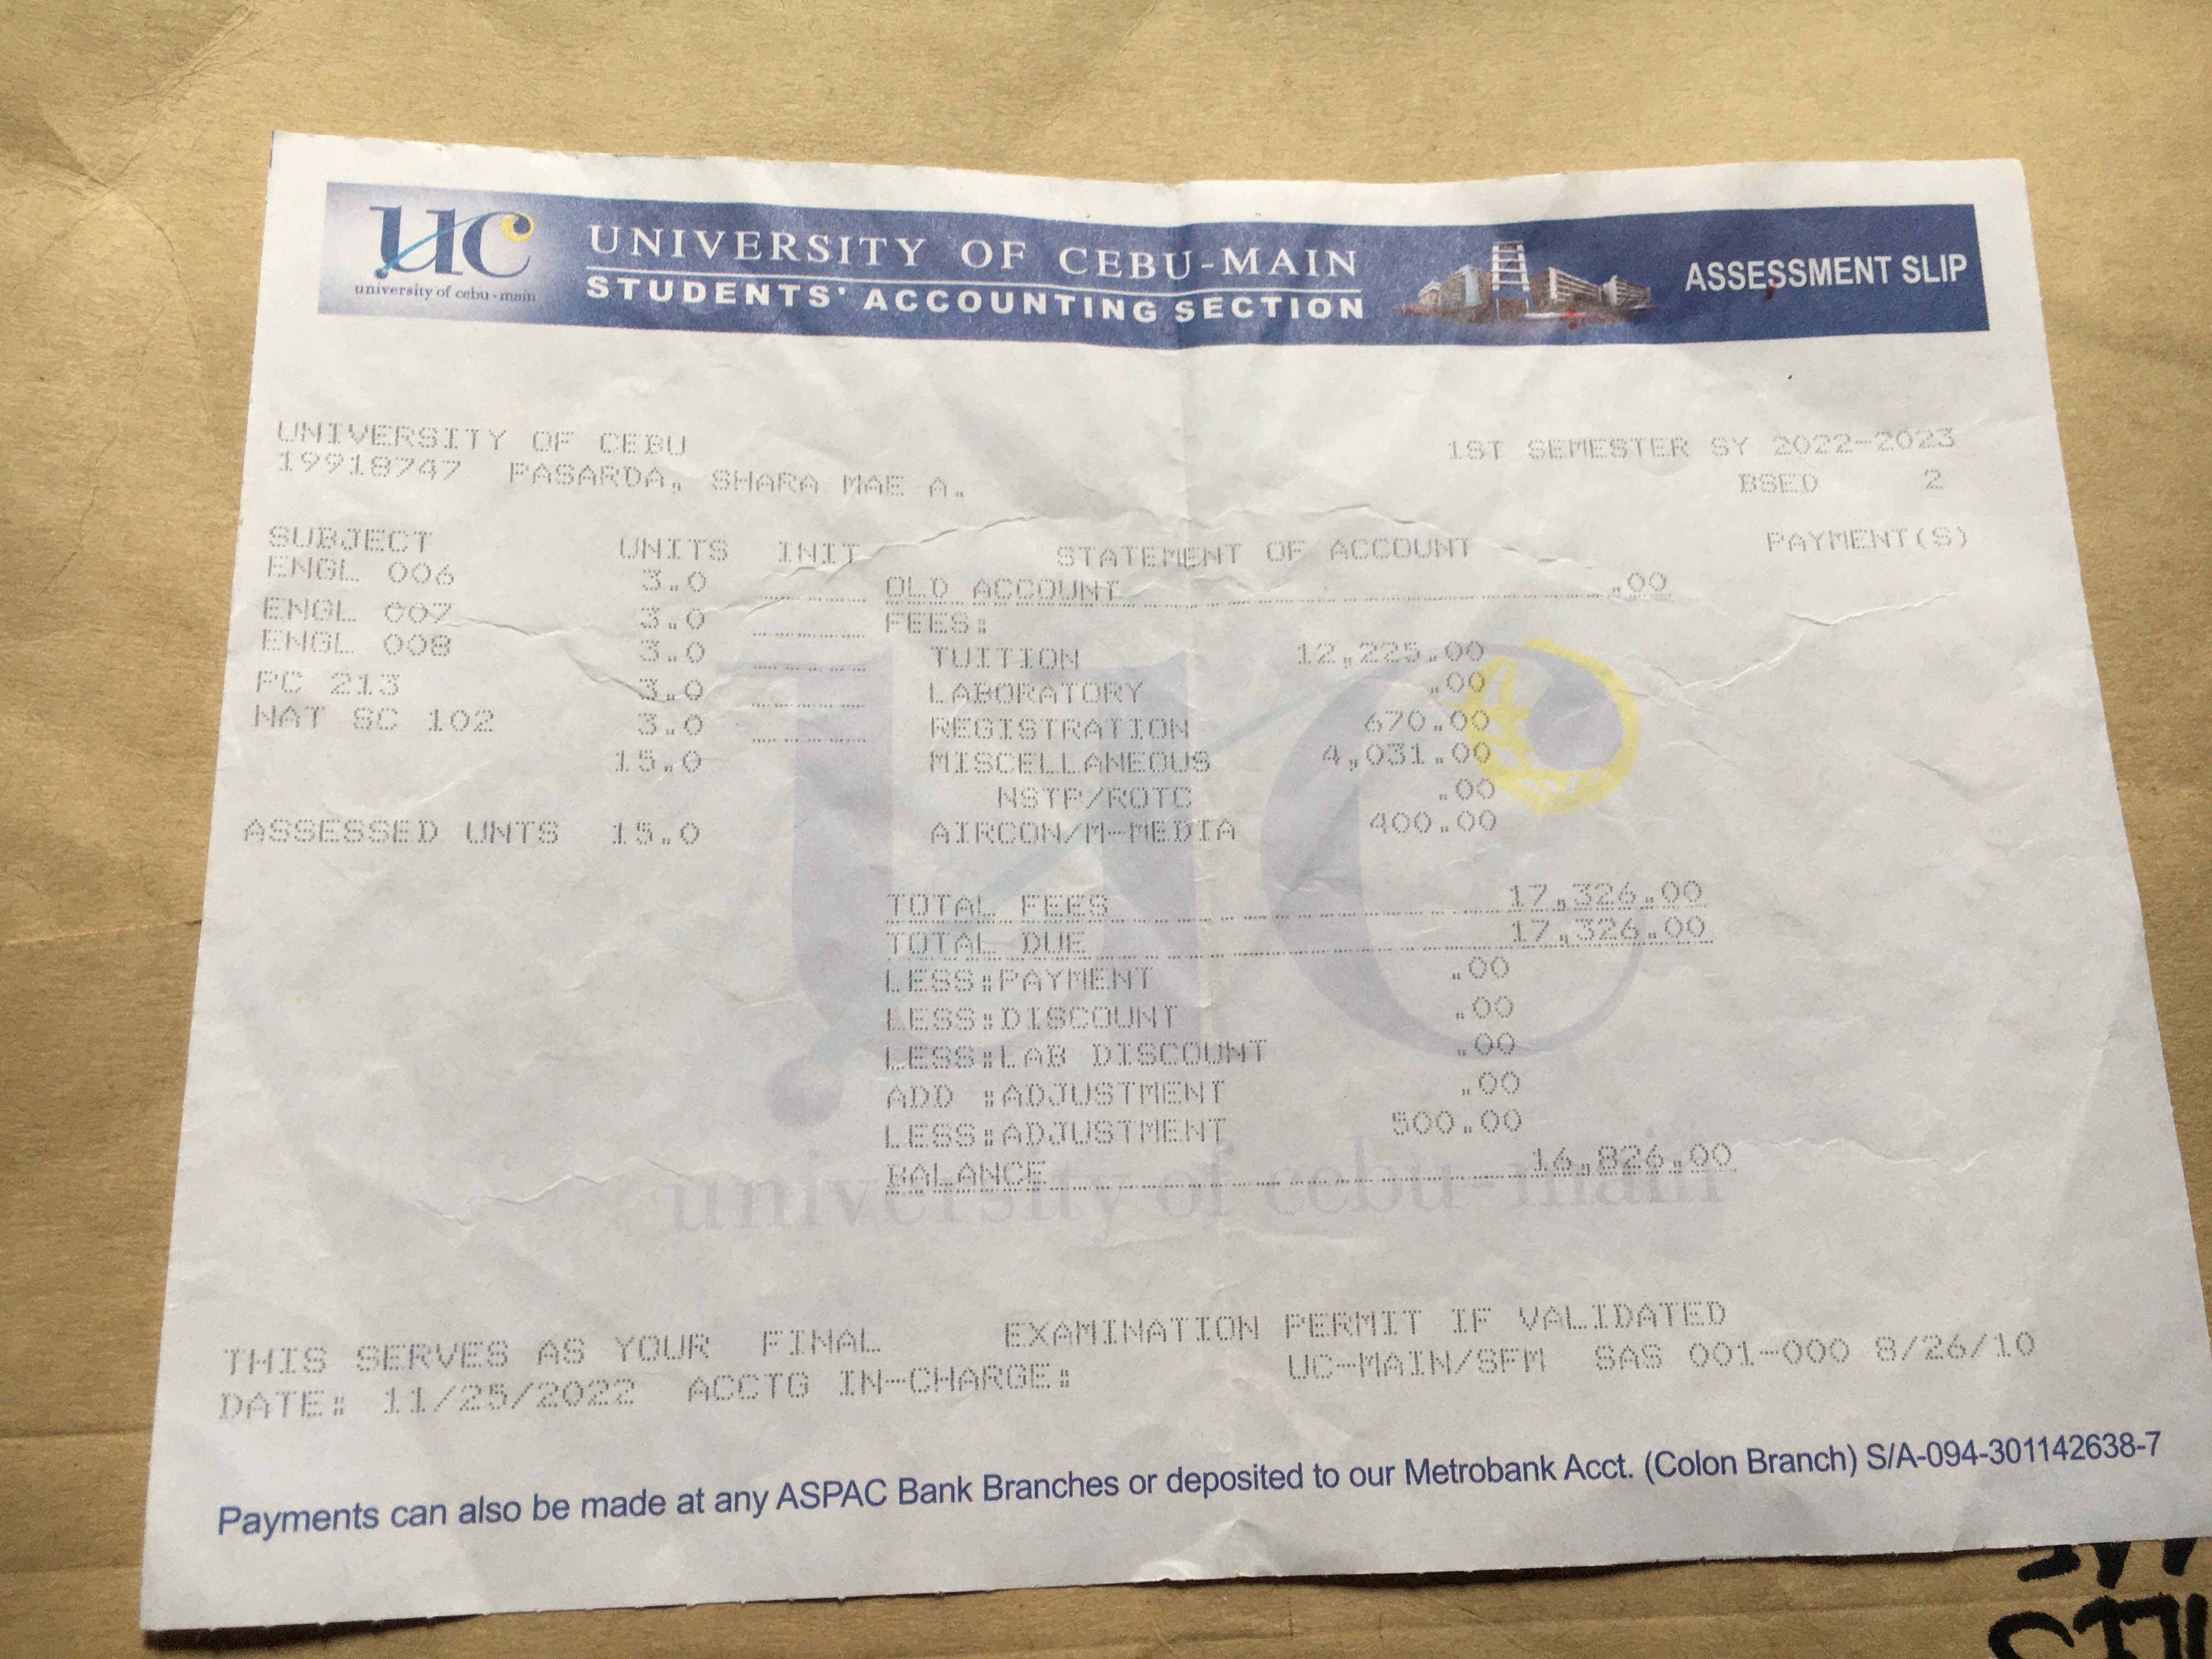 uc
university of cebu - main
UNIVERSITY OF CEBU-MAIN
STUDENTS' ACCOUNTING SECTION
ASSESSMENT SLIP
UNIVERSITY OF CEBU 1ST SEMESTER SY 2022-2023
19918747 PASARDA, SHARA MAE A. BSED 2
SUBJECT UNITS INIT STATEMENT OF ACCOUNT PAYMENT(S)
ENGL 006 3.0 OLD ACCOUNT .00
ENGL 007 3.0 FEES:
ENGL 008 3.0 TUITION 12,225.00
PC 213 3.0 LABORATORY .00
NAT SC 102 3.0 REGISTRATION 670.00
15.0 MISCELLANEOUS 4,031.00
NSTP/ROTC .00
ASSESSED UNTS 15.0 AIRCON/M-MEDIA 400.00
TOTAL FEES 17,326.00
TOTAL DUE 17,326.00
LESS:PAYMENT .00
LESS:DISCOUNT .00
LESS:LAB DISCOUNT .00
ADD :ADJUSTMENT .00
LESS:ADJUSTMENT 500.00
BALANCE 16,826.00
uc
university of cebu-main
THIS SERVES AS YOUR FINAL EXAMINATION PERMIT IF VALIDATED
DATE: 11/25/2022 ACCTG IN-CHARGE: UC-MAIN/SFM SAS 001-000 8/26/10
Payments can also be made at any ASPAC Bank Branches or deposited to our Metrobank Acct. (Colon Branch) S/A-094-301142638-7